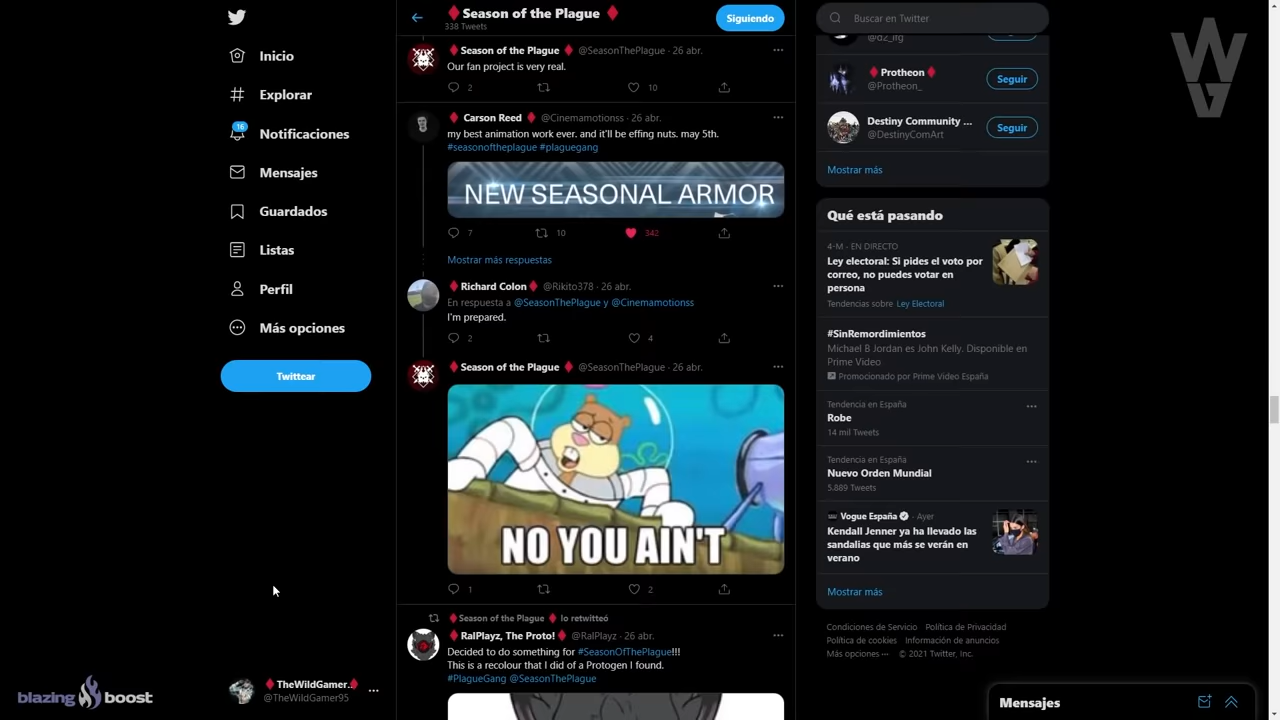 Inicio
Explorar
16
Notificaciones
Mensajes
Guardados
Listas
Perfil
Más opciones
Twittear
TheWildGamer..
@TheWildGamer95
blazing boost
Season of the Plague
338 Tweets
Siguiendo
Season of the Plague @SeasonThePlague · 26 abr.
Our fan project is very real.
2 10
Carson Reed @Cinemamotionss · 26 abr.
my best animation work ever. and it'll be effing nuts. may 5th.
#seasonoftheplague #plaguegang
NEW SEASONAL ARMOR
7 10 342
Mostrar más respuestas
Richard Colon @Rikito378 · 26 abr.
En respuesta a @SeasonThePlague y @Cinemamotionss
I'm prepared.
2 4
Season of the Plague @SeasonThePlague · 26 abr.
NO YOU AIN'T
1 2
Season of the Plague lo retwitteó
RalPlayz, The Proto! @RalPlayz · 26 abr.
Decided to do something for #SeasonOfThePlague!!!
This is a recolour that I did of a Protogen I found.
#PlagueGang @SeasonThePlague
Buscar en Twitter
@d2_lfg
Protheon
@Protheon_
Seguir
Destiny Community ...
@DestinyComArt
Seguir
Mostrar más
Qué está pasando
4-M · EN DIRECTO
Ley electoral: Si pides el voto por
correo, no puedes votar en
persona
Tendencias sobre Ley Electoral
#SinRemordimientos
Michael B Jordan es John Kelly. Disponible en
Prime Video
Promocionado por Prime Video España
Tendencia en España
Robe
14 mil Tweets
Tendencia en España
Nuevo Orden Mundial
5.889 Tweets
Vogue España · Ayer
Kendall Jenner ya ha llevado las
sandalias que más se verán en
verano
Mostrar más
Condiciones de Servicio Política de Privacidad
Política de cookies Información de anuncios
Más opciones ··· © 2021 Twitter, Inc.
Mensajes